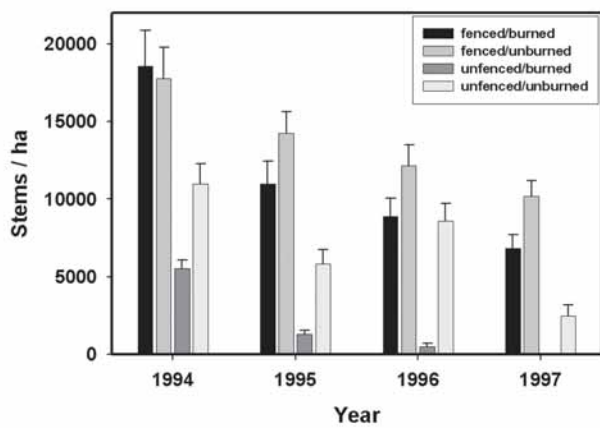 fenced/burned
fenced/unburned
unfenced/burned
unfenced/unburned
Stems / ha
20000
15000
10000
5000
0
1994 1995 1996 1997
Year